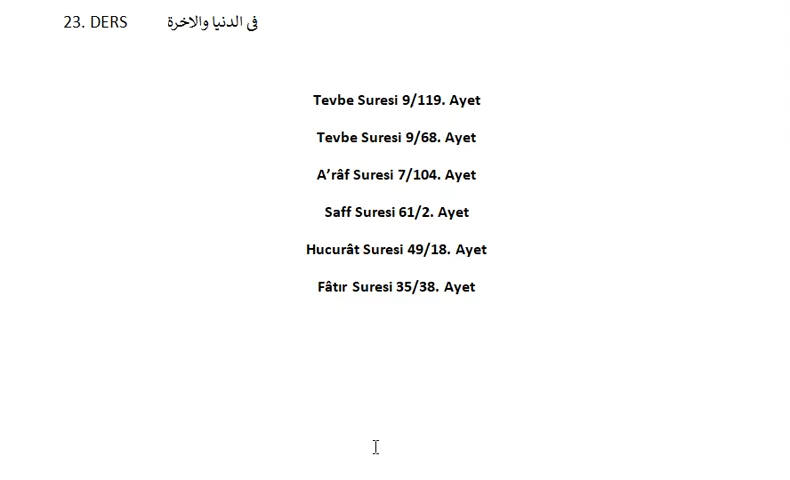 23. DERS فى الدنيا والاخرة
Tevbe Suresi 9/119. Ayet
Tevbe Suresi 9/68. Ayet
A’râf Suresi 7/104. Ayet
Saff Suresi 61/2. Ayet
Hucurât Suresi 49/18. Ayet
Fâtır Suresi 35/38. Ayet